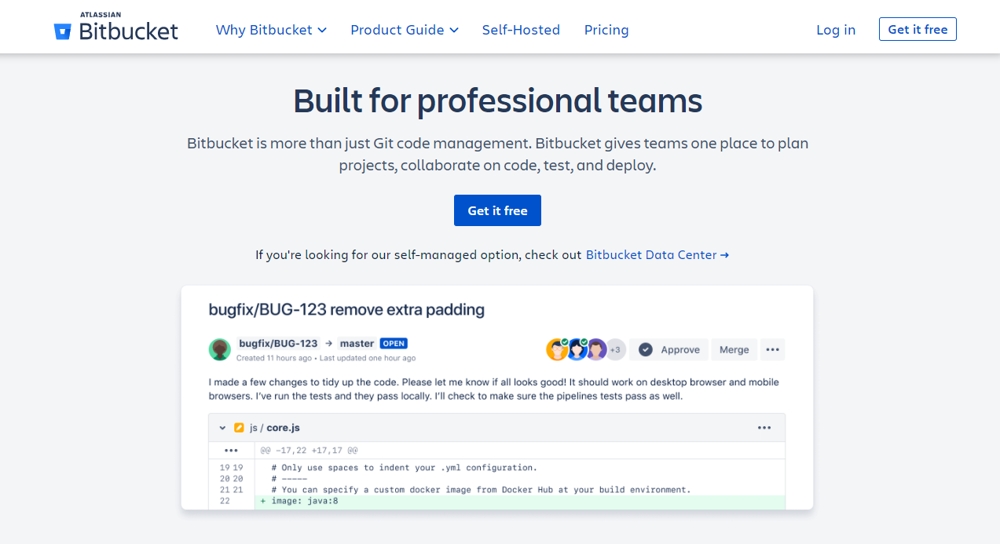 ATLASSIAN
Bitbucket
Why Bitbucket Product Guide Self-Hosted Pricing Log in Get it free
Built for professional teams
Bitbucket is more than just Git code management. Bitbucket gives teams one place to plan
projects, collaborate on code, test, and deploy.
Get it free
If you're looking for our self-managed option, check out Bitbucket Data Center →
bugfix/BUG-123 remove extra padding
bugfix/BUG-123 → master OPEN
Created 11 hours ago • Last updated one hour ago
+3 Approve Merge •••
I made a few changes to tidy up the code. Please let me know if all looks good! It should work on desktop browser and mobile
browsers. I've run the tests and they pass locally. I'll check to make sure the pipelines tests pass as well.
js / core.js •••
••• @@ -17,22 +17,17 @@
19 19 # Only use spaces to indent your .yml configuration.
20 20 # -----
21 21 # You can specify a custom docker image from Docker Hub at your build environment.
22 + image: java:8